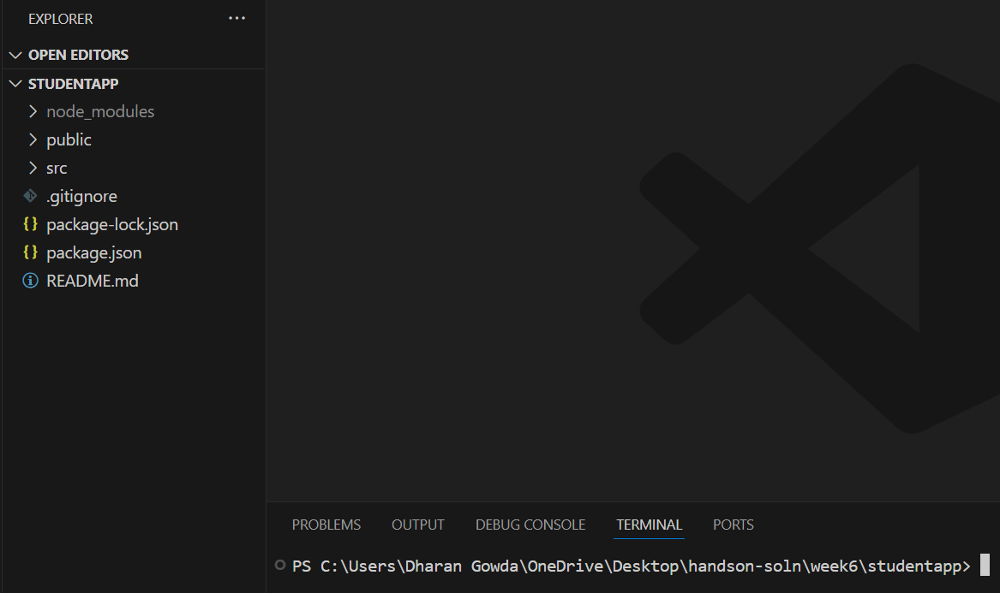 EXPLORER
OPEN EDITORS
STUDENTAPP
node_modules
public
src
.gitignore
package-lock.json
package.json
README.md
PROBLEMS OUTPUT DEBUG CONSOLE TERMINAL PORTS
PS C:\Users\Dharan Gowda\OneDrive\Desktop\handson-soln\week6\studentapp>